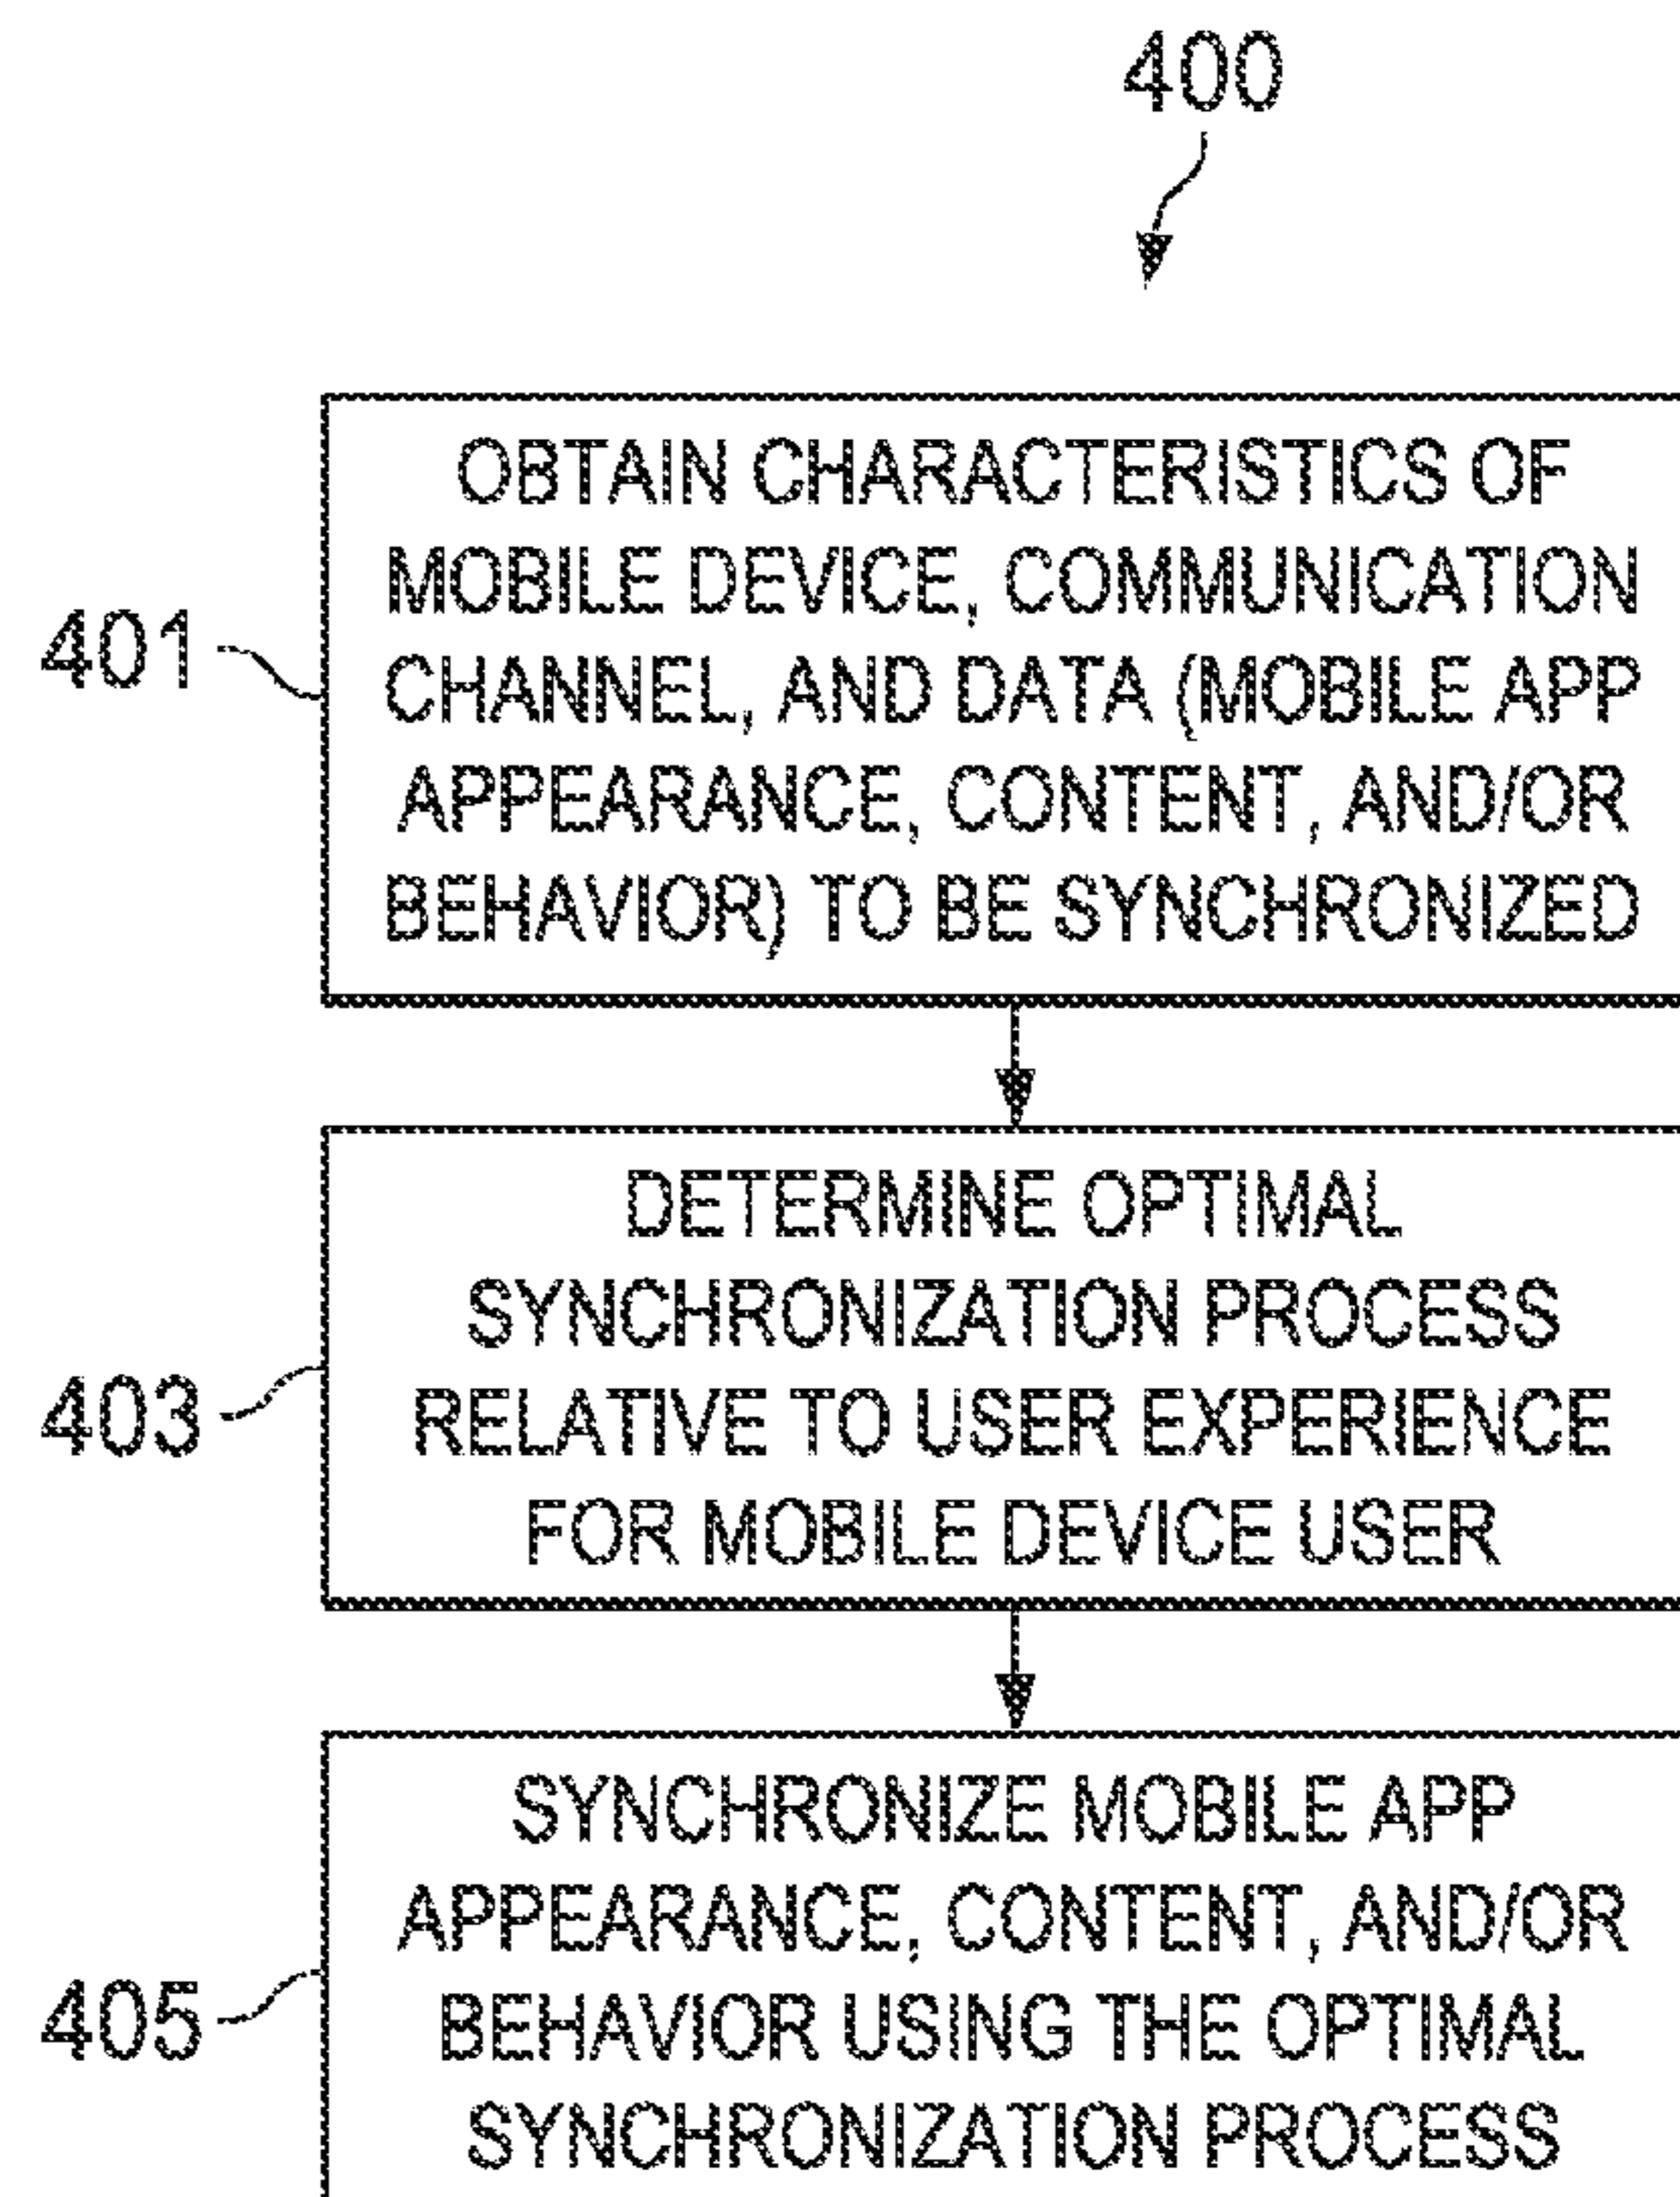 400
OBTAIN CHARACTERISTICS OF
MOBILE DEVICE, COMMUNICATION
CHANNEL, AND DATA (MOBILE APP
APPEARANCE, CONTENT, AND/OR
BEHAVIOR) TO BE SYNCHRONIZED
401
DETERMINE OPTIMAL
SYNCHRONIZATION PROCESS
RELATIVE TO USER EXPERIENCE
FOR MOBILE DEVICE USER
403
SYNCHRONIZE MOBILE APP
APPEARANCE, CONTENT, AND/OR
BEHAVIOR USING THE OPTIMAL
SYNCHRONIZATION PROCESS
405